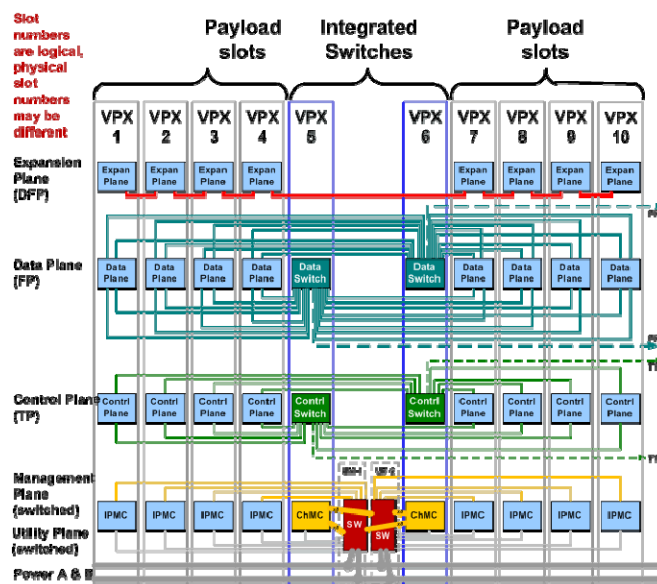 Slot
numbers
are logical,
physical
slot
numbers
may be
different
Payload
slots
Integrated
Switches
Payload
slots
VPX
1
VPX
2
VPX
3
VPX
4
VPX
5
VPX
6
VPX
7
VPX
8
VPX
9
VPX
10
Expansion
Plane
(DFP)
Expan
Plane
Expan
Plane
Expan
Plane
Expan
Plane
Expan
Plane
Expan
Plane
Expan
Plane
Expan
Plane
Data Plane
(FP)
Data
Plane
Data
Plane
Data
Plane
Data
Plane
Data
Switch
Data
Switch
Data
Plane
Data
Plane
Data
Plane
Data
Plane
Control Plane
(TP)
Contrl
Plane
Contrl
Plane
Contrl
Plane
Contrl
Plane
Contrl
Switch
Contrl
Switch
Contrl
Plane
Contrl
Plane
Contrl
Plane
Contrl
Plane
Management
Plane
(switched)
IPMC
IPMC
IPMC
IPMC
ChMC
SW
SW
ChMC
IPMC
IPMC
IPMC
IPMC
Utility Plane
(switched)
Power A & B